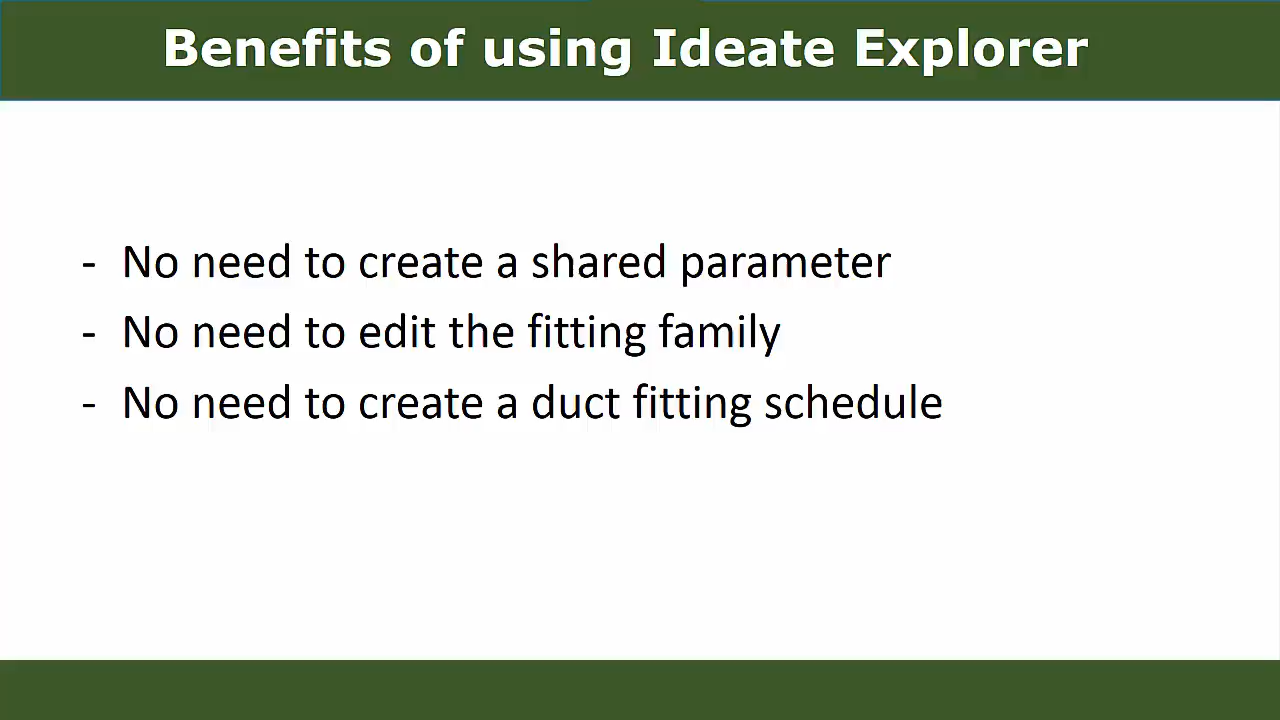 Benefits of using Ideate Explorer
- No need to create a shared parameter
- No need to edit the fitting family
- No need to create a duct fitting schedule